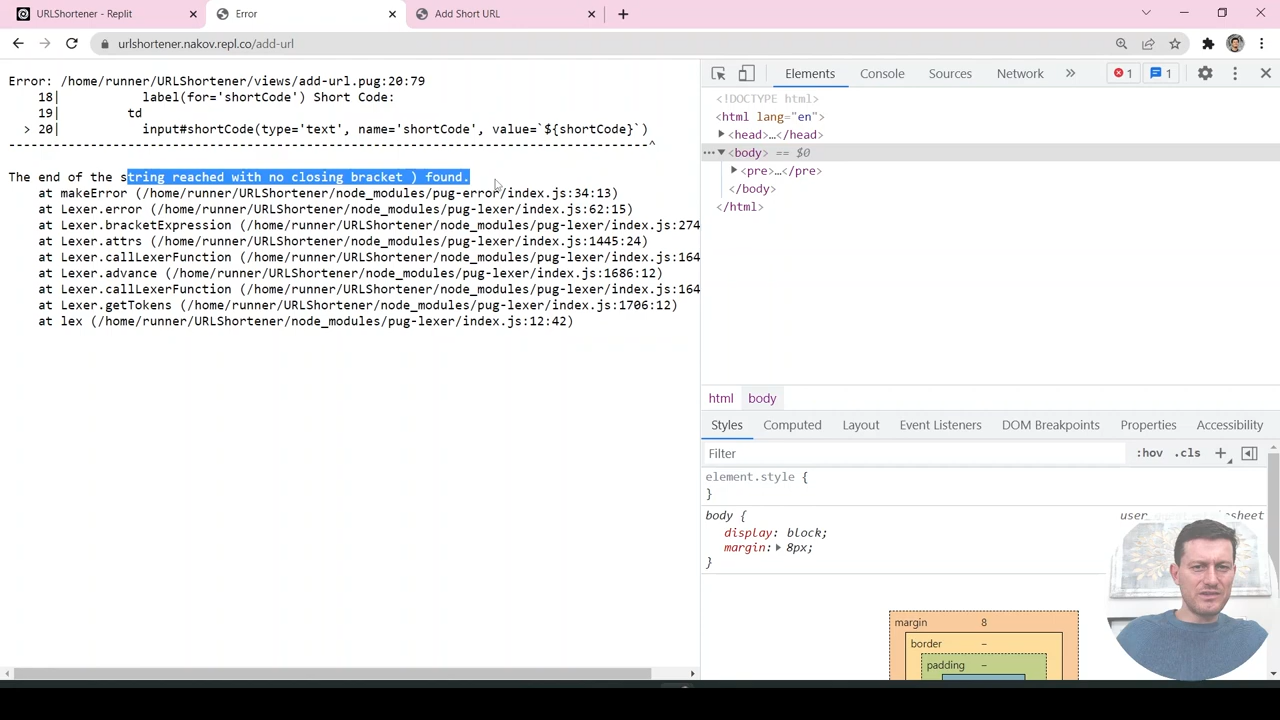 URLShortener - Replit
Error
Add Short URL
urlshortener.nakov.repl.co/add-url
Error: /home/runner/URLShortener/views/add-url.pug:20:79
18| label(for='shortCode') Short Code:
19| td
> 20| input#shortCode(type='text', name='shortCode', value=`${shortCode}`)
-------------------------------------------------------------------------------------^
The end of the string reached with no closing bracket ) found.
at makeError (/home/runner/URLShortener/node_modules/pug-error/index.js:34:13)
at Lexer.error (/home/runner/URLShortener/node_modules/pug-lexer/index.js:62:15)
at Lexer.bracketExpression (/home/runner/URLShortener/node_modules/pug-lexer/index.js:274
at Lexer.attrs (/home/runner/URLShortener/node_modules/pug-lexer/index.js:1445:24)
at Lexer.callLexerFunction (/home/runner/URLShortener/node_modules/pug-lexer/index.js:164
at Lexer.advance (/home/runner/URLShortener/node_modules/pug-lexer/index.js:1686:12)
at Lexer.callLexerFunction (/home/runner/URLShortener/node_modules/pug-lexer/index.js:164
at Lexer.getTokens (/home/runner/URLShortener/node_modules/pug-lexer/index.js:1706:12)
at lex (/home/runner/URLShortener/node_modules/pug-lexer/index.js:12:42)
Elements Console Sources Network » 1 1
<!DOCTYPE html>
<html lang="en">
<head>…</head>
<body> == $0
<pre>…</pre>
</body>
</html>
html body
Styles Computed Layout Event Listeners DOM Breakpoints Properties Accessibility
Filter :hov .cls +
element.style {
}
body { user
display: block;
margin: 8px;
}
margin 8
border –
padding –